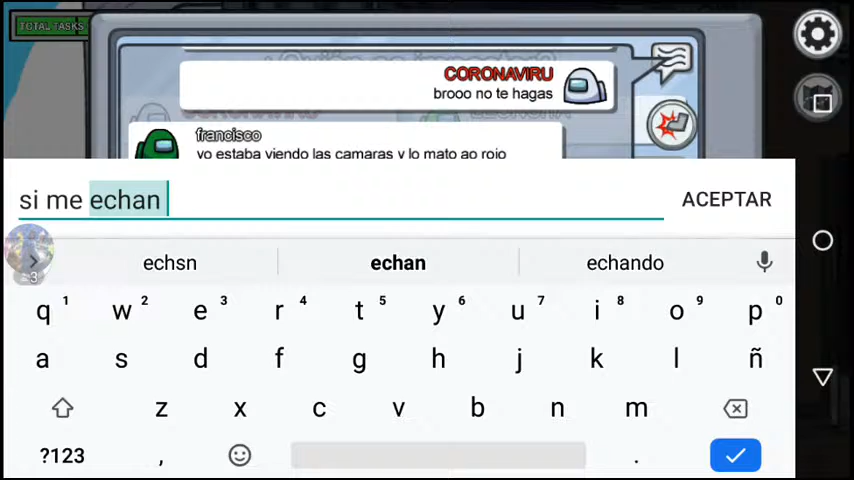 TOTAL TASKS
CORONAVIRU
brooo no te hagas
francisco
yo estaba viendo las camaras y lo mato ao rojo
si me echan
ACEPTAR
3
echsn echan echando
q 1 w 2 e 3 r 4 t 5 y 6 u 7 i 8 o 9 p 0
a s d f g h j k l ñ
z x c v b n m
?123 , .